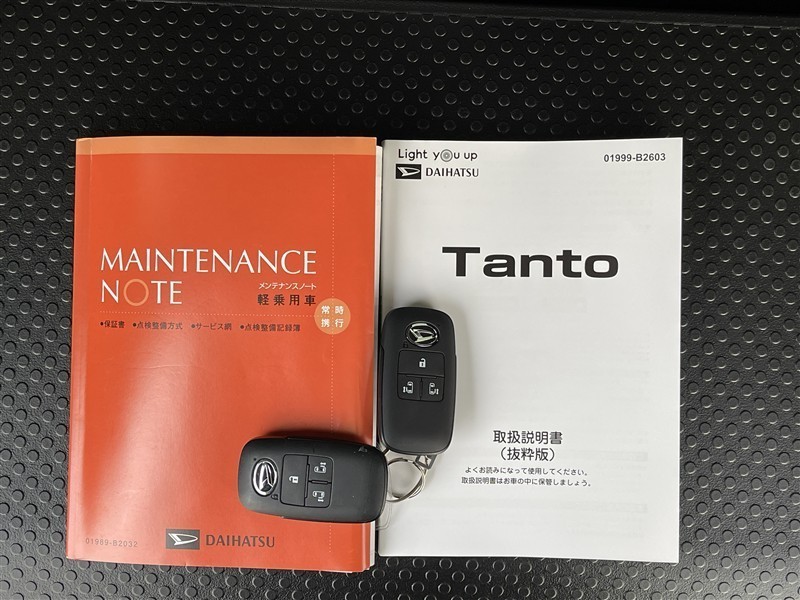 MAINTENANCE
NOTE
メンテナンスノート
軽乗用車
常時
携行
●保証書 ●点検整備方式 ●サービス網 ●点検整備記録簿
01989-B2032
DAIHATSU
Light you up
DAIHATSU
01999-B2603
Tanto
取扱説明書
（抜粋版）
よくお読みになって使用してください。
取扱説明書はお車の中に保管しましょう。